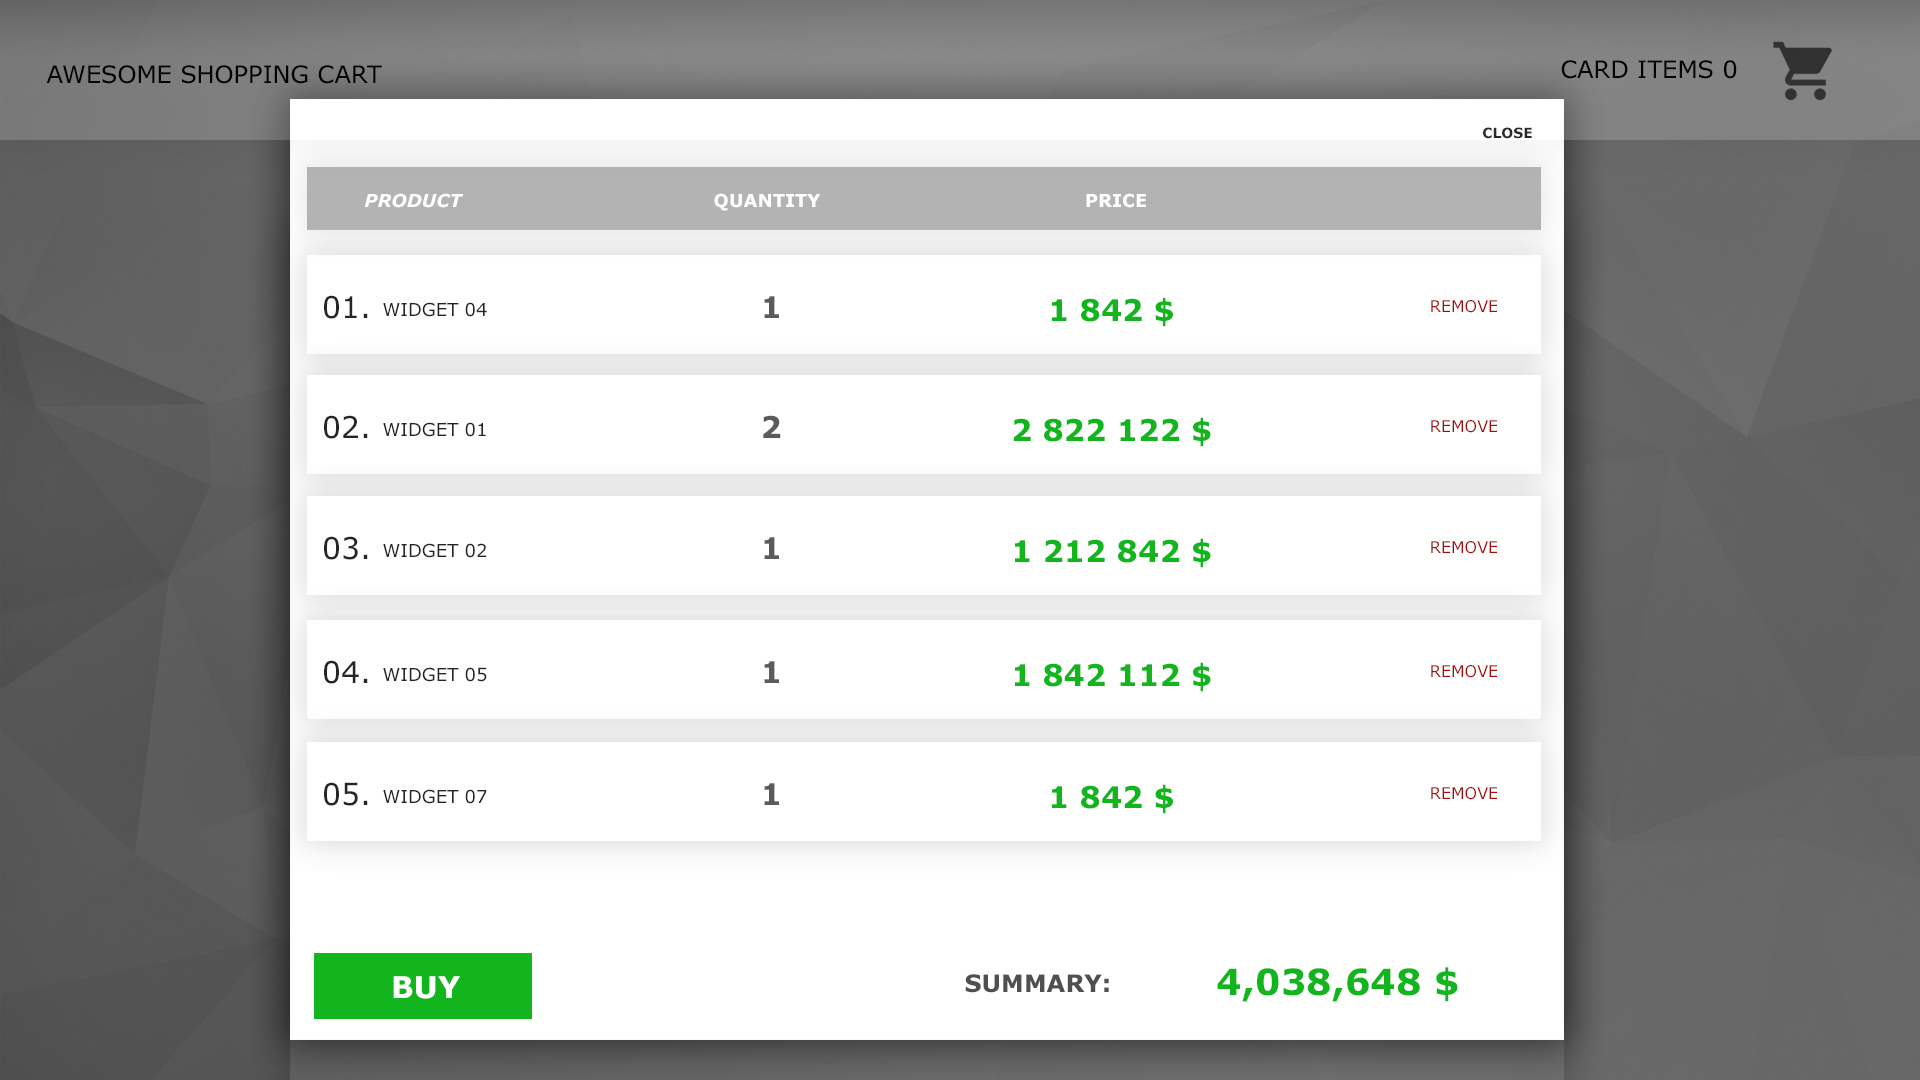 AWESOME SHOPPING CART
CARD ITEMS 0
CLOSE
PRODUCT QUANTITY PRICE
01. WIDGET 04 1 1 842 $ REMOVE
02. WIDGET 01 2 2 822 122 $ REMOVE
03. WIDGET 02 1 1 212 842 $ REMOVE
04. WIDGET 05 1 1 842 112 $ REMOVE
05. WIDGET 07 1 1 842 $ REMOVE
BUY SUMMARY: 4,038,648 $